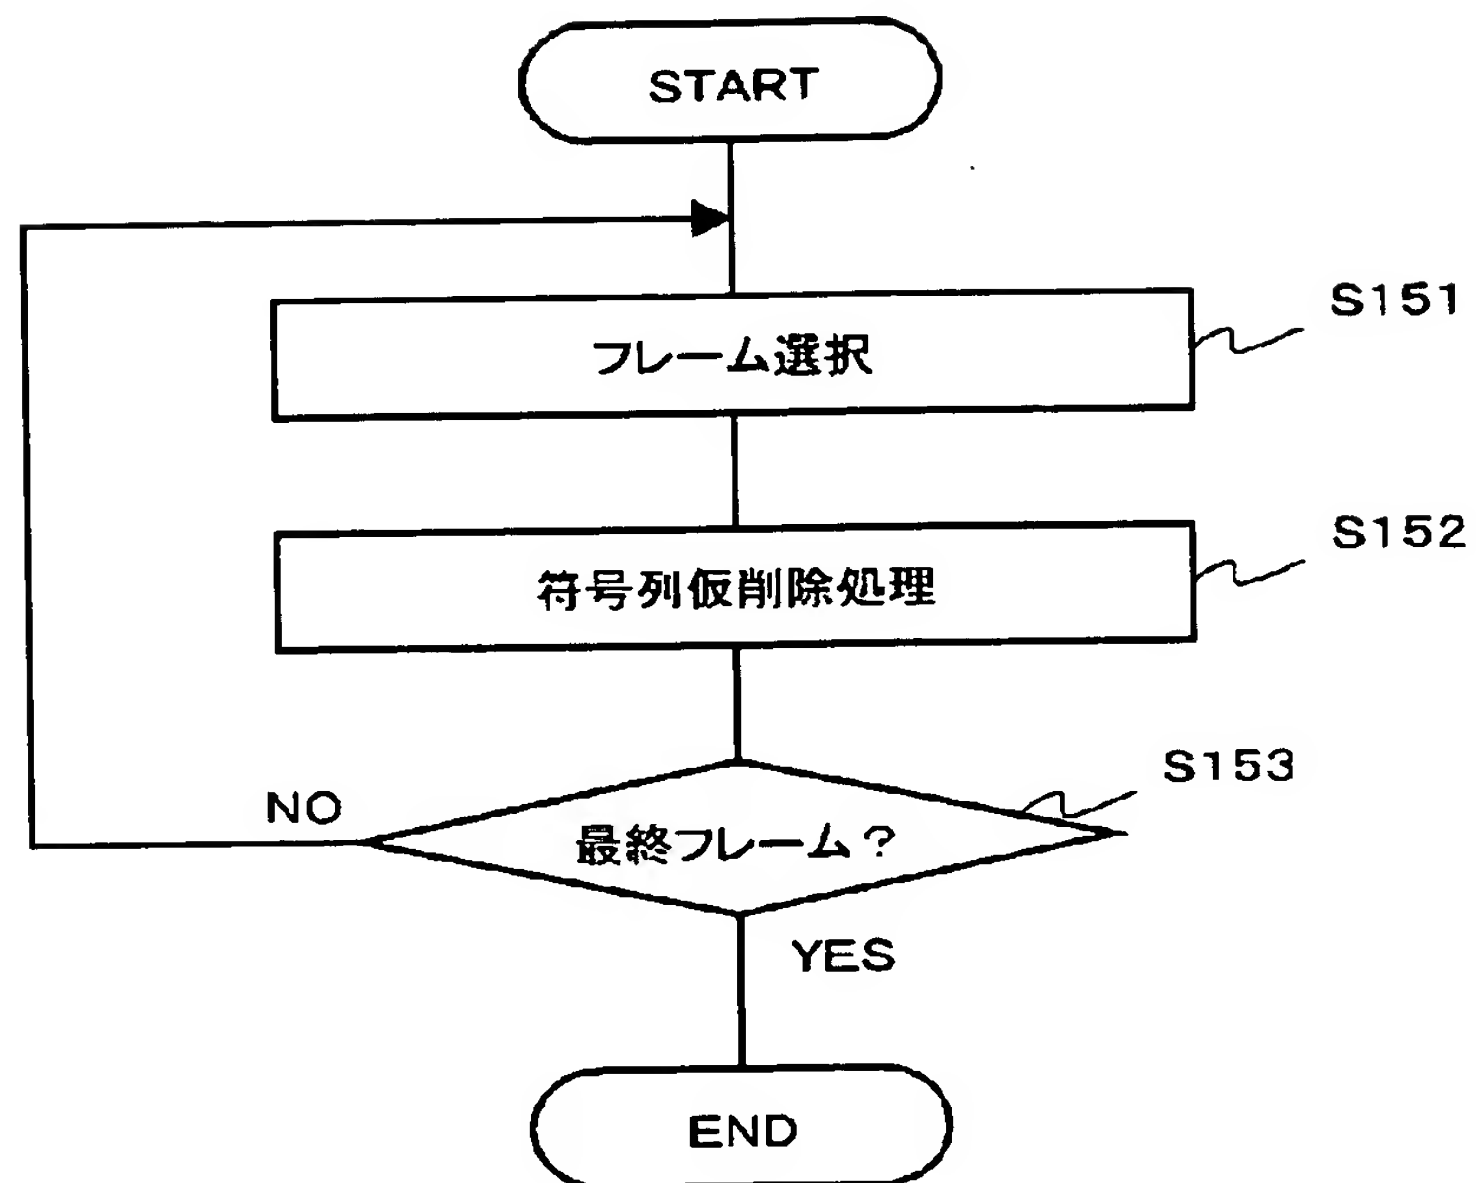 START
フレーム選択
S151
符号列仮削除処理
S152
最終フレーム?
S153
NO
YES
END